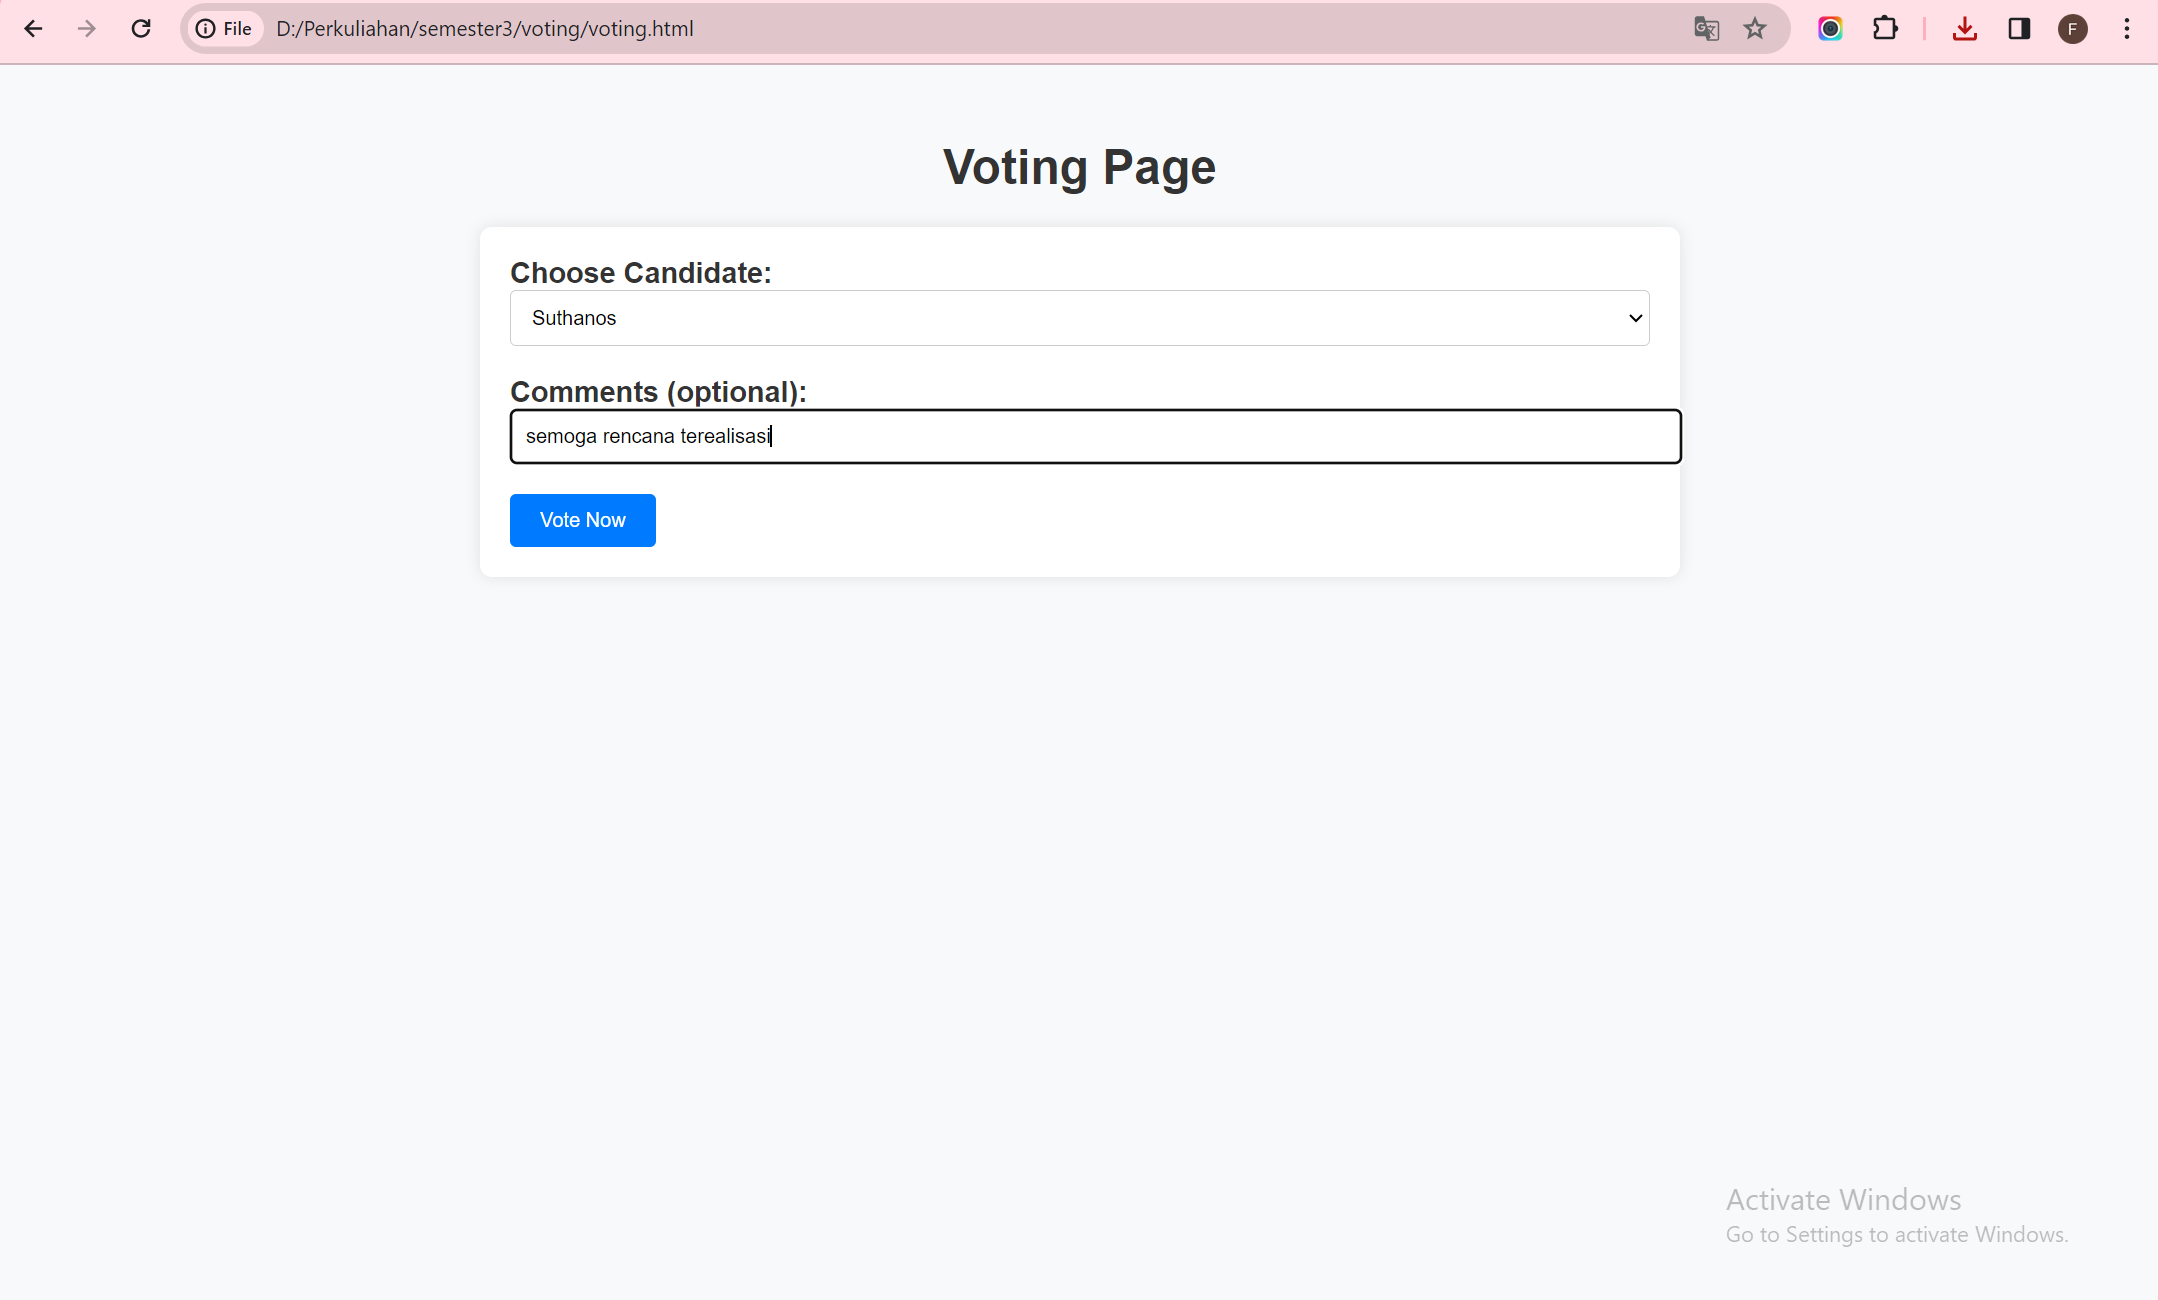 File D:/Perkuliahan/semester3/voting/voting.html
F
Voting Page
Choose Candidate:
Suthanos
Comments (optional):
semoga rencana terealisasi
Vote Now
Activate Windows
Go to Settings to activate Windows.